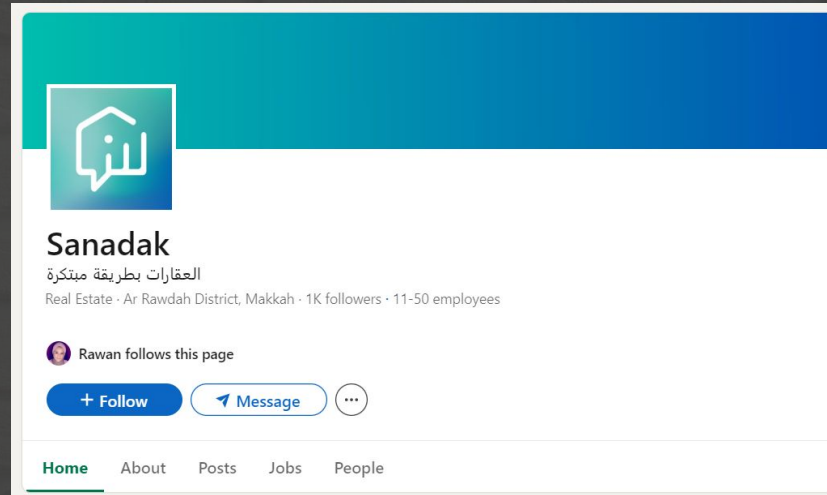 Sanadak
العقارات بطريقة مبتكرة
Real Estate · Ar Rawdah District, Makkah · 1K followers · 11-50 employees
Rawan follows this page
+ Follow
Message
Home About Posts Jobs People